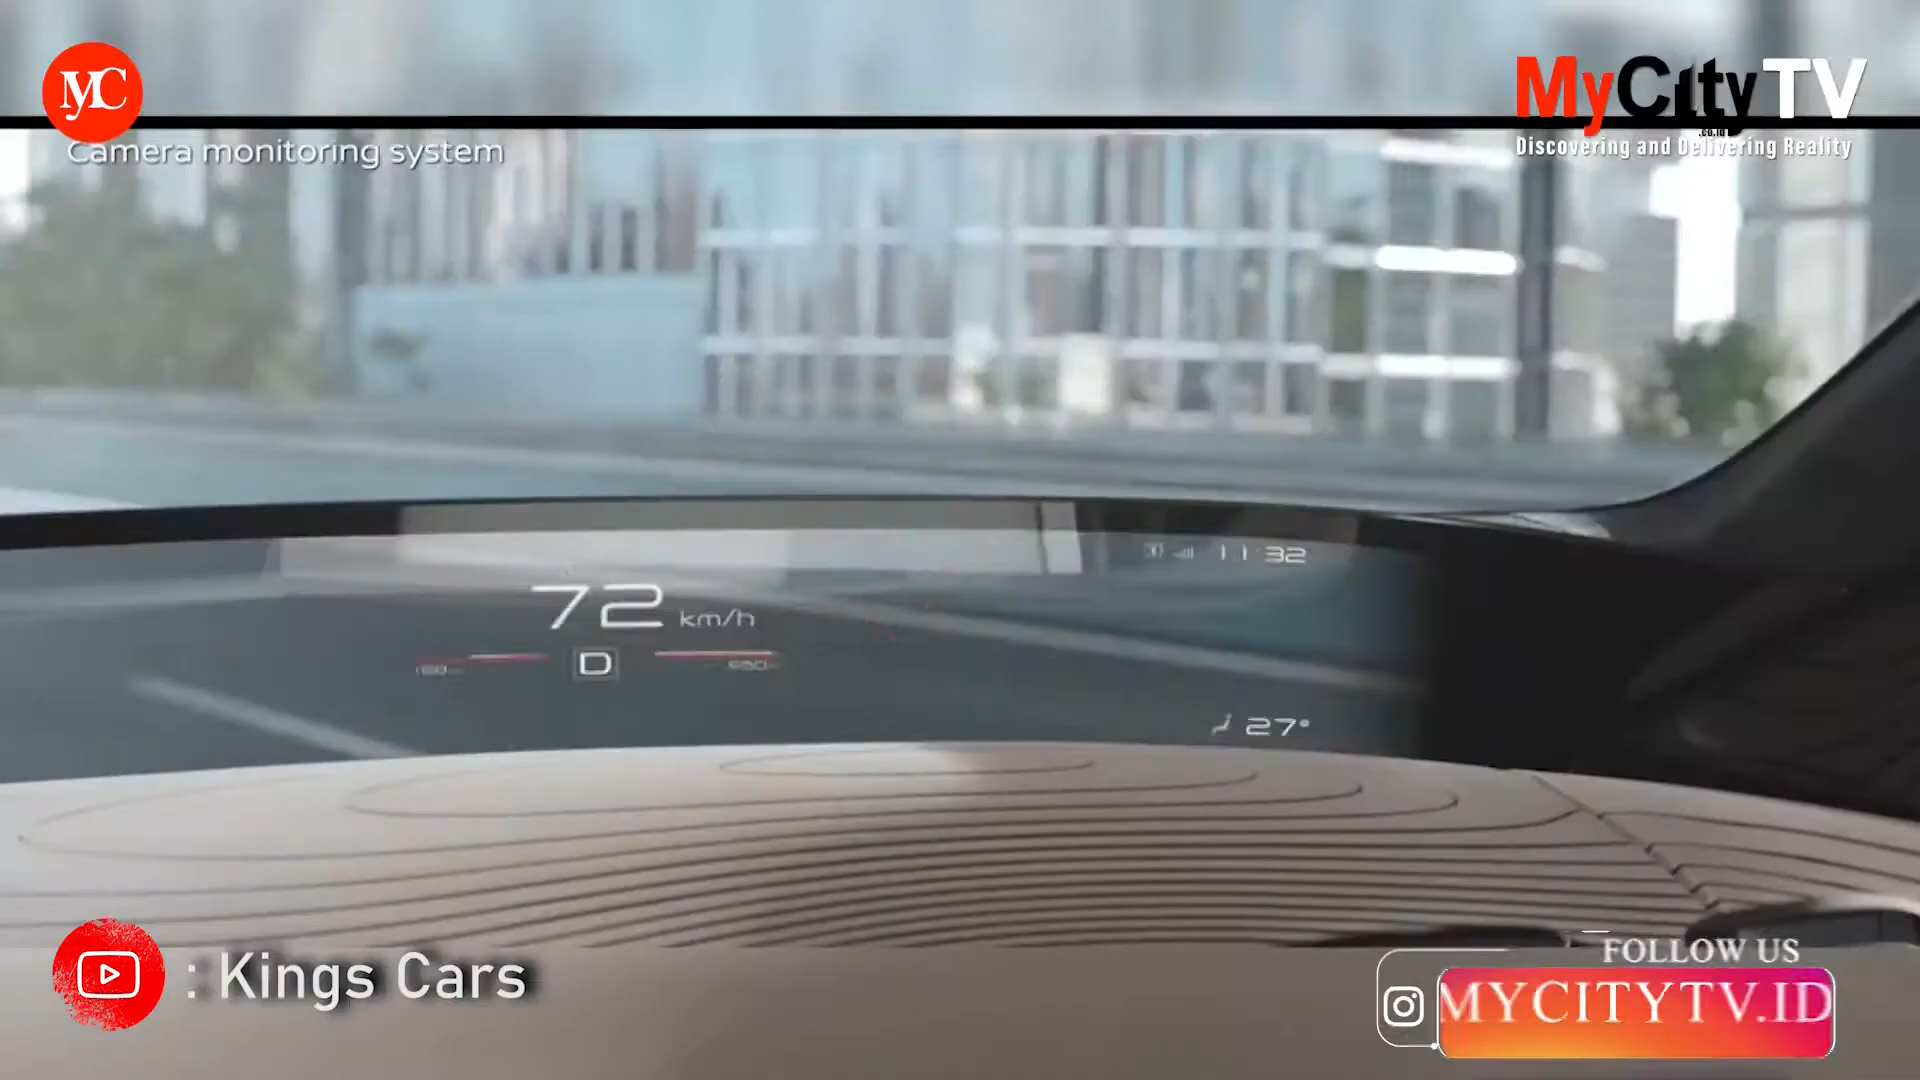 MC
MyCityTV
.co.id
Discovering and Delivering Reality
Camera monitoring system
11:32
72 km/h
D
27°
: Kings Cars
FOLLOW US
MYCITYTV.ID